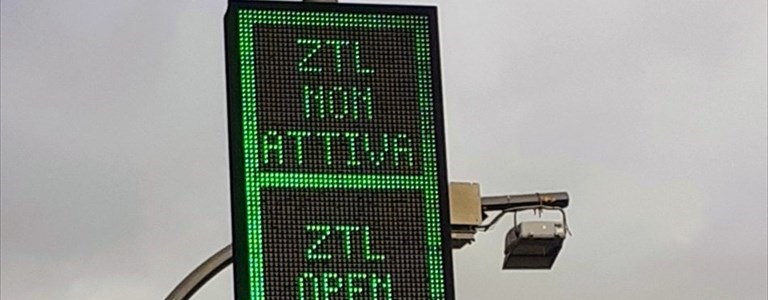 ZTL
NON
ATTIVA
ZTL
OPEN